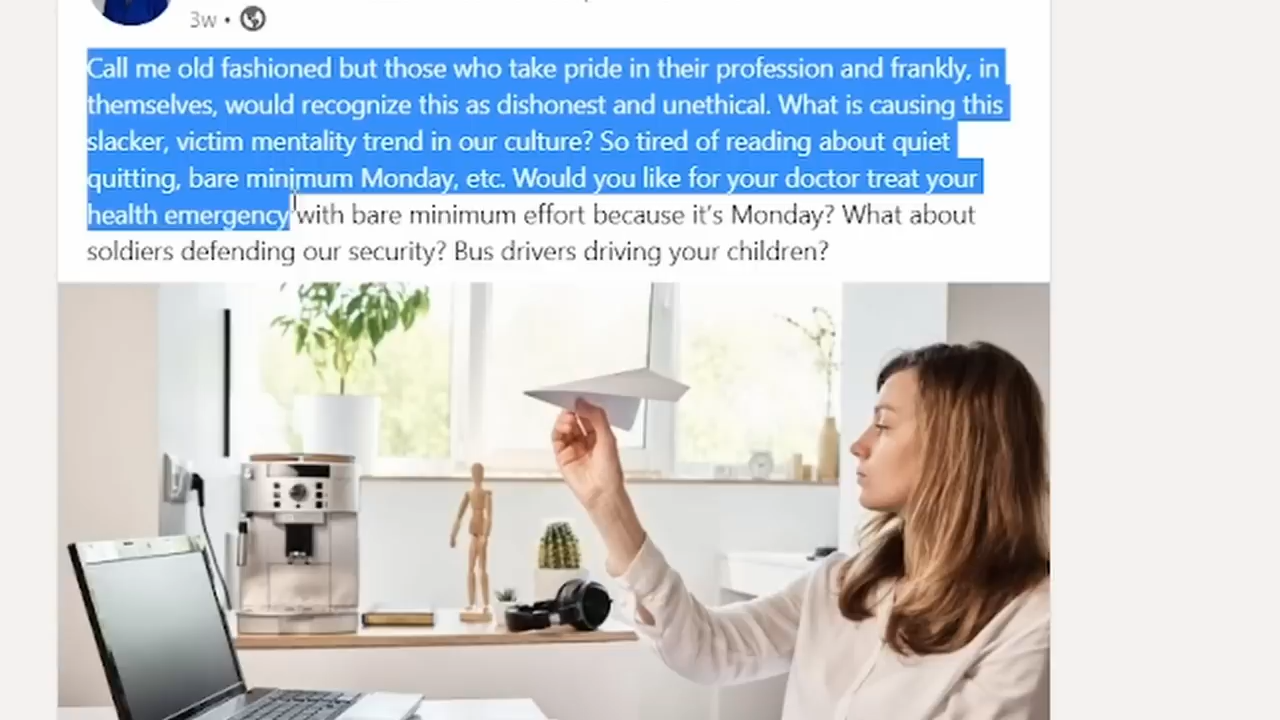 3w •
Call me old fashioned but those who take pride in their profession and frankly, in
themselves, would recognize this as dishonest and unethical. What is causing this
slacker, victim mentality trend in our culture? So tired of reading about quiet
quitting, bare minimum Monday, etc. Would you like for your doctor treat your
health emergency with bare minimum effort because it's Monday? What about
soldiers defending our security? Bus drivers driving your children?